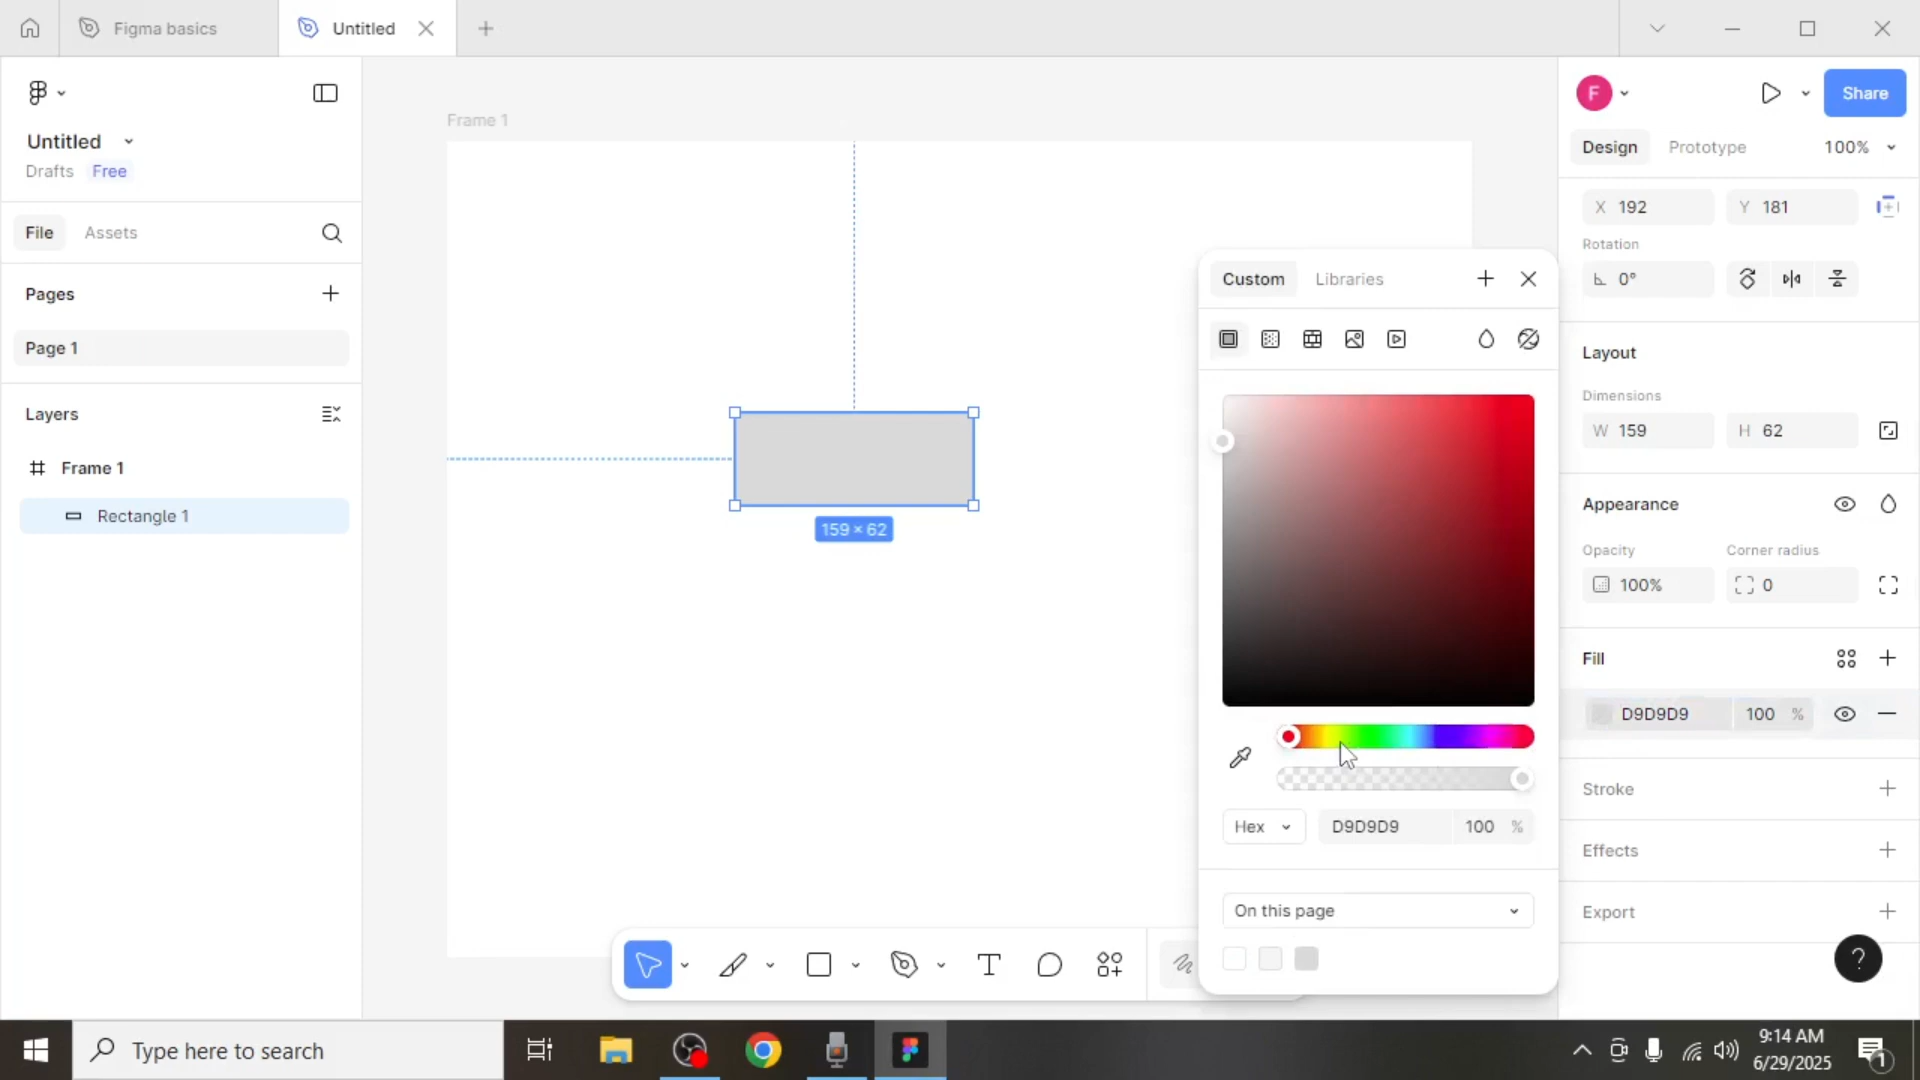 Figma basics
Untitled
Untitled
Drafts Free
File Assets
Pages
Page 1
Layers
Frame 1
Rectangle 1
Frame 1
159 × 62
Custom Libraries
Hex D9D9D9 100 %
On this page
F Share
Design Prototype 100%
X 192 Y 181
Rotation
0°
Layout
Dimensions
W 159 H 62
Appearance
Opacity Corner radius
100% 0
Fill
D9D9D9 100 %
Stroke
Effects
Export
?
Type here to search
9:14 AM
6/29/2025
1